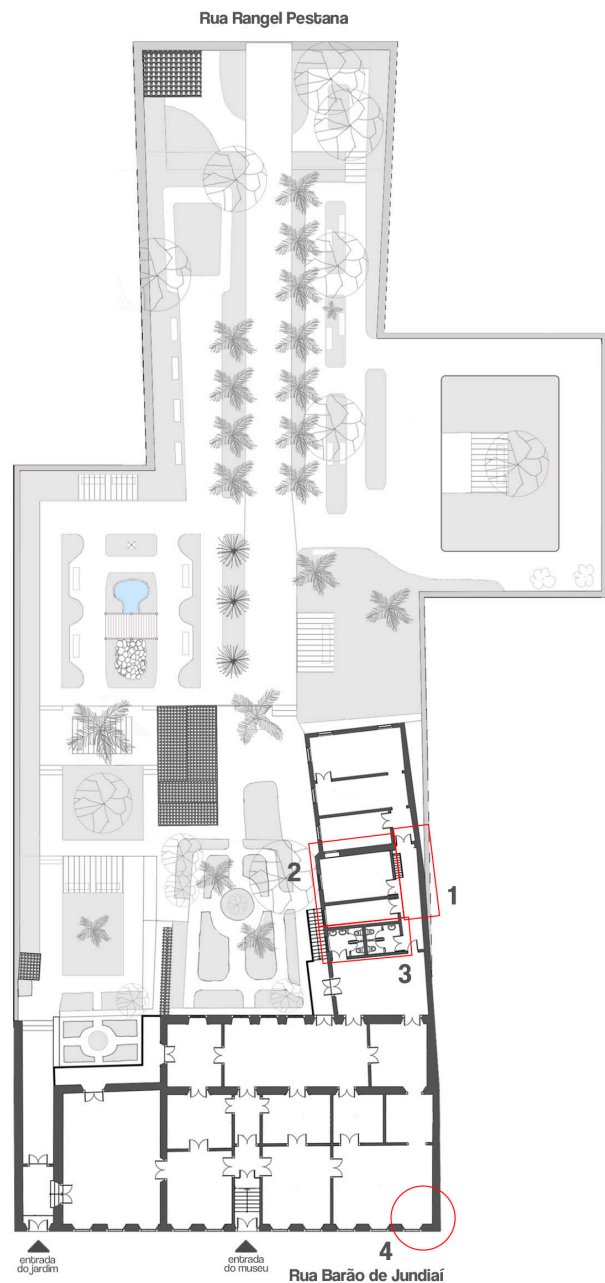 Rua Rangel Pestana
2
1
3
4
entrada
do jardim
entrada
do museu
Rua Barão de Jundiaí